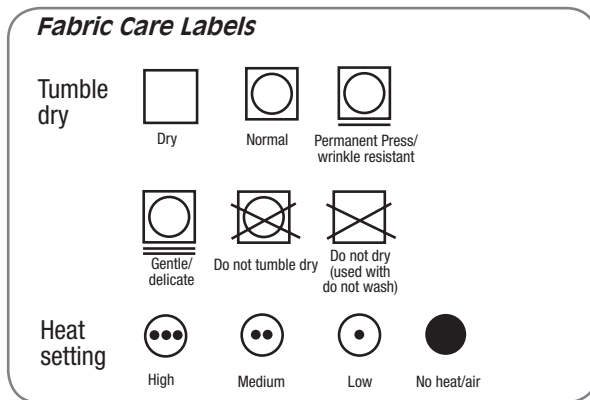 Fabric Care Labels
Tumble
dry
Dry
Normal
Permanent Press/
wrinkle resistant
Gentle/
delicate
Do not tumble dry
Do not dry
(used with
do not wash)
Heat
setting
High
Medium
Low
No heat/air